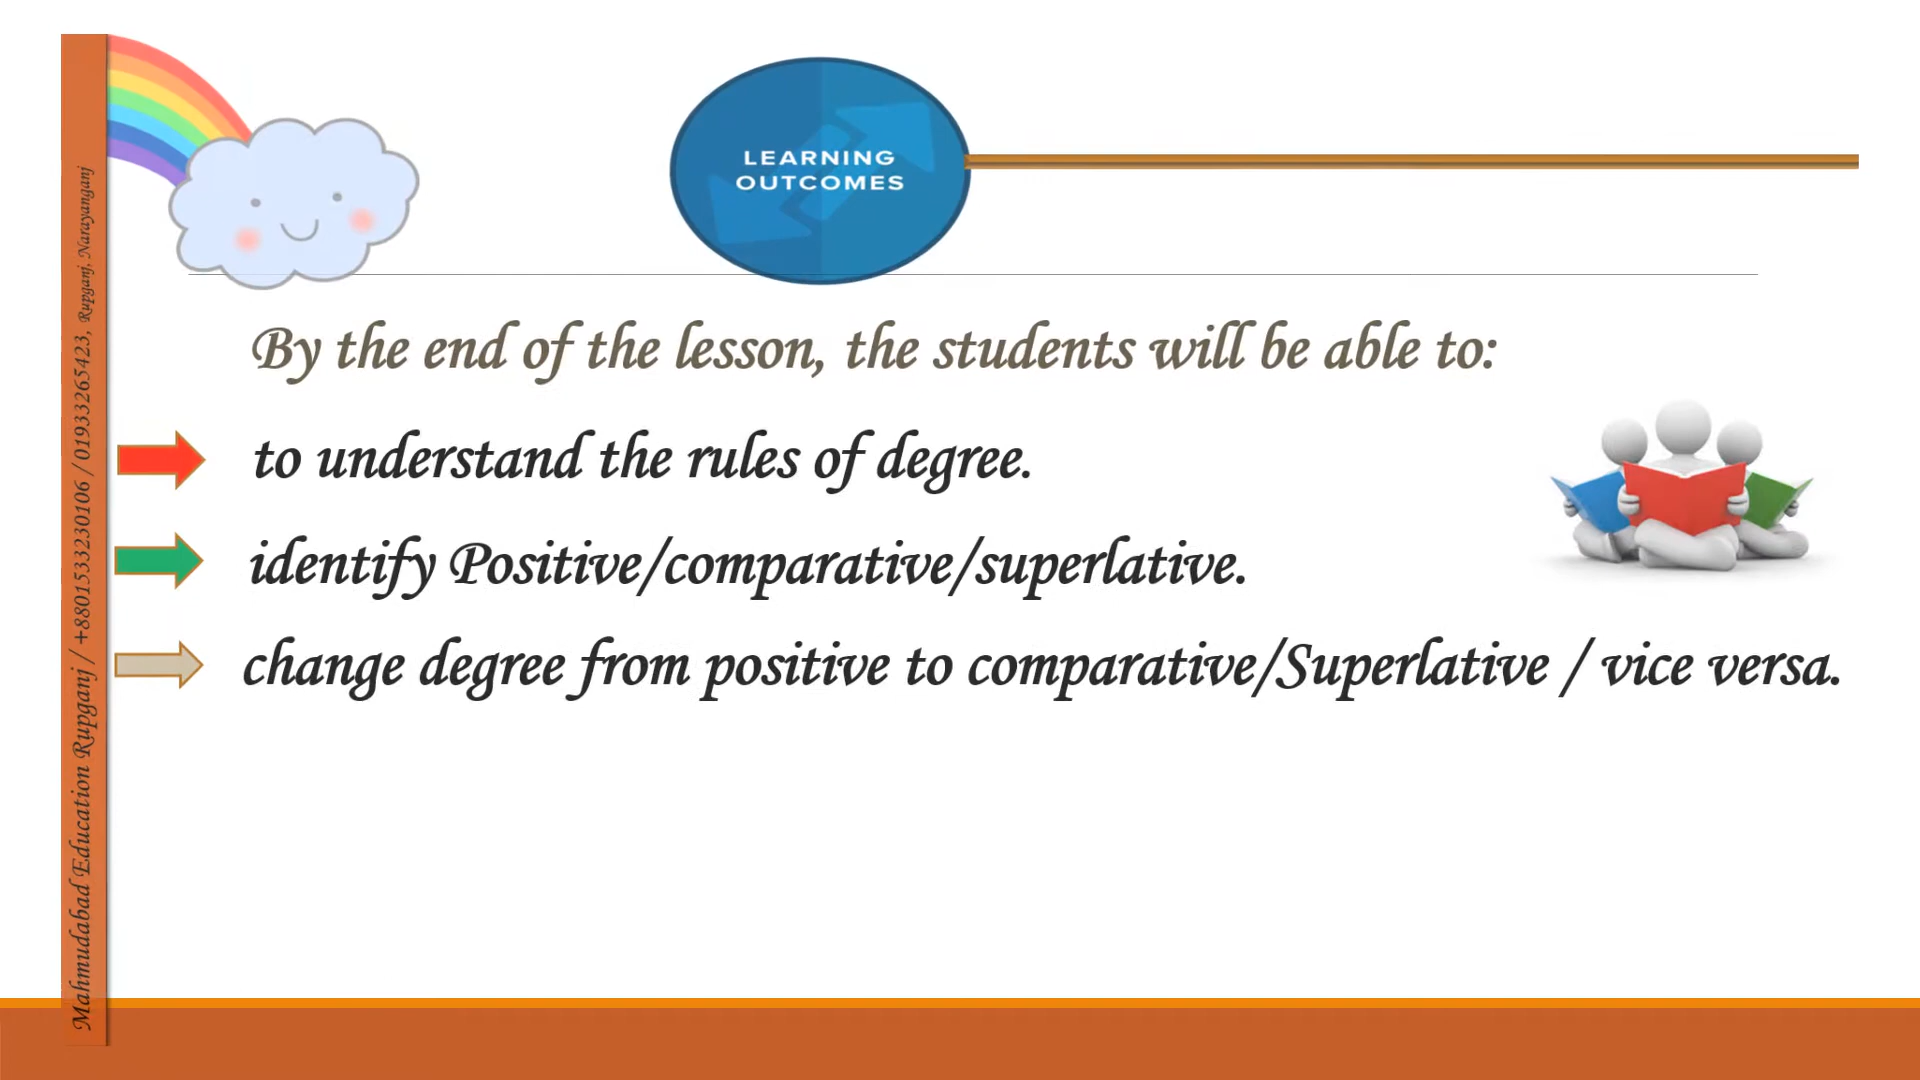 LEARNING
OUTCOMES
By the end of the lesson, the students will be able to:
to understand the rules of degree.
identify Positive/comparative/superlative.
change degree from positive to comparative/Superlative / vice versa.
Mahmudabad Education Rupganj / +8801533230106 / 01933265423, Rupganj, Narayanganj